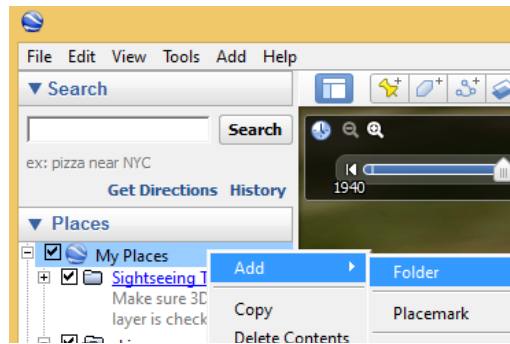 File Edit View Tools Add Help
Search
Search
ex: pizza near NYC
Get Directions History
1940
Places
My Places
Sightseeing
Make sure 3D
layer is check
Add
Folder
Copy
Placemark
Delete Contents